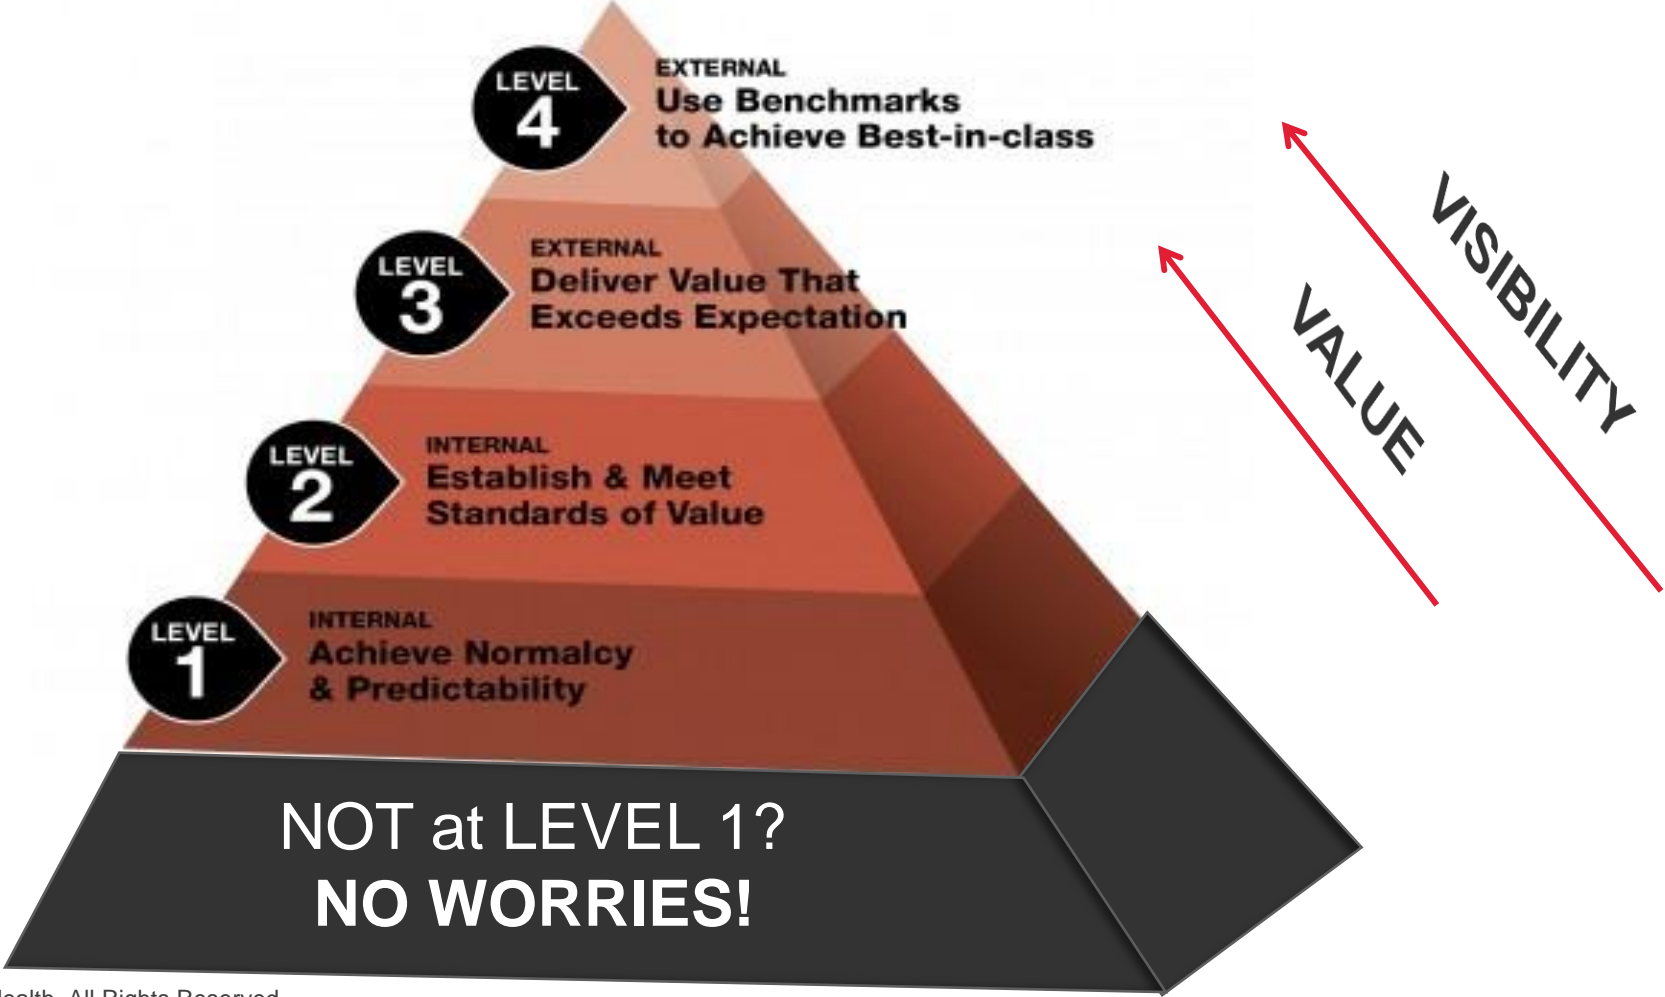 LEVEL
4
EXTERNAL
Use Benchmarks
to Achieve Best-in-class
LEVEL
3
EXTERNAL
Deliver Value That
Exceeds Expectation
LEVEL
2
INTERNAL
Establish & Meet
Standards of Value
LEVEL
1
INTERNAL
Achieve Normalcy
& Predictability
NOT at LEVEL 1?
NO WORRIES!
VALUE
VISIBILITY
All Rights Reserved